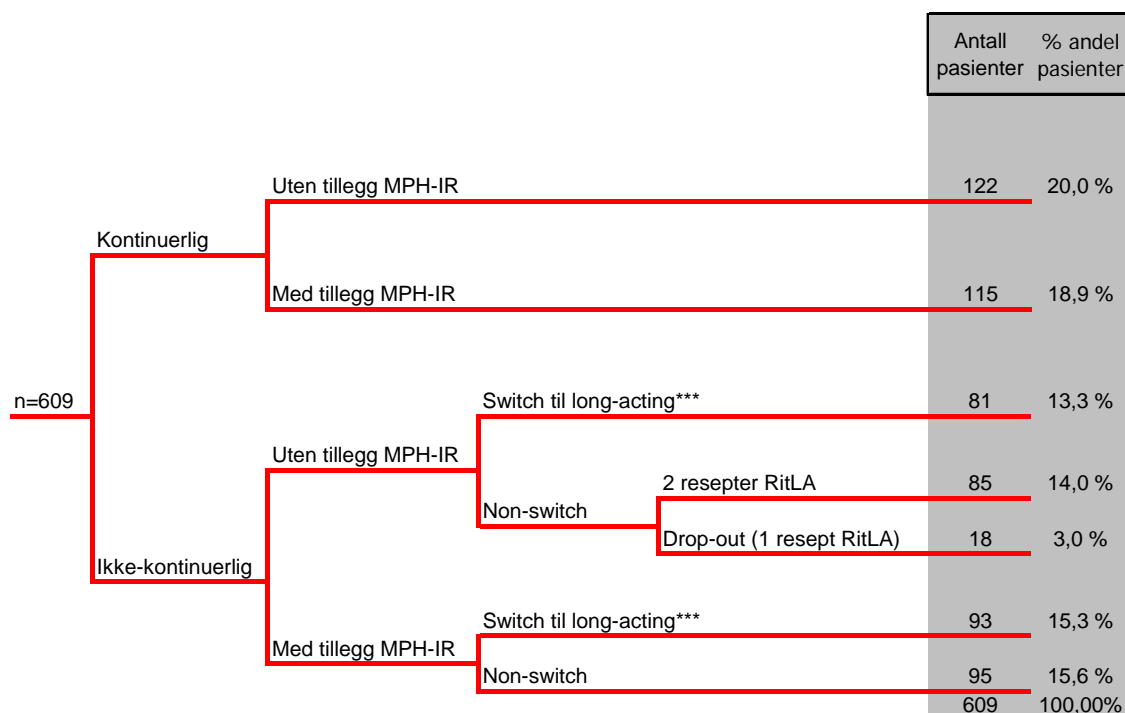 Antall % andel
pasienter pasienter
Uten tillegg MPH-IR 122 20,0 %
Kontinuerlig
Med tillegg MPH-IR 115 18,9 %
n=609 Switch til long-acting*** 81 13,3 %
Uten tillegg MPH-IR
2 resepter RitLA 85 14,0 %
Non-switch
Drop-out (1 resept RitLA) 18 3,0 %
Ikke-kontinuerlig
Switch til long-acting*** 93 15,3 %
Med tillegg MPH-IR
Non-switch 95 15,6 %
609 100,00%